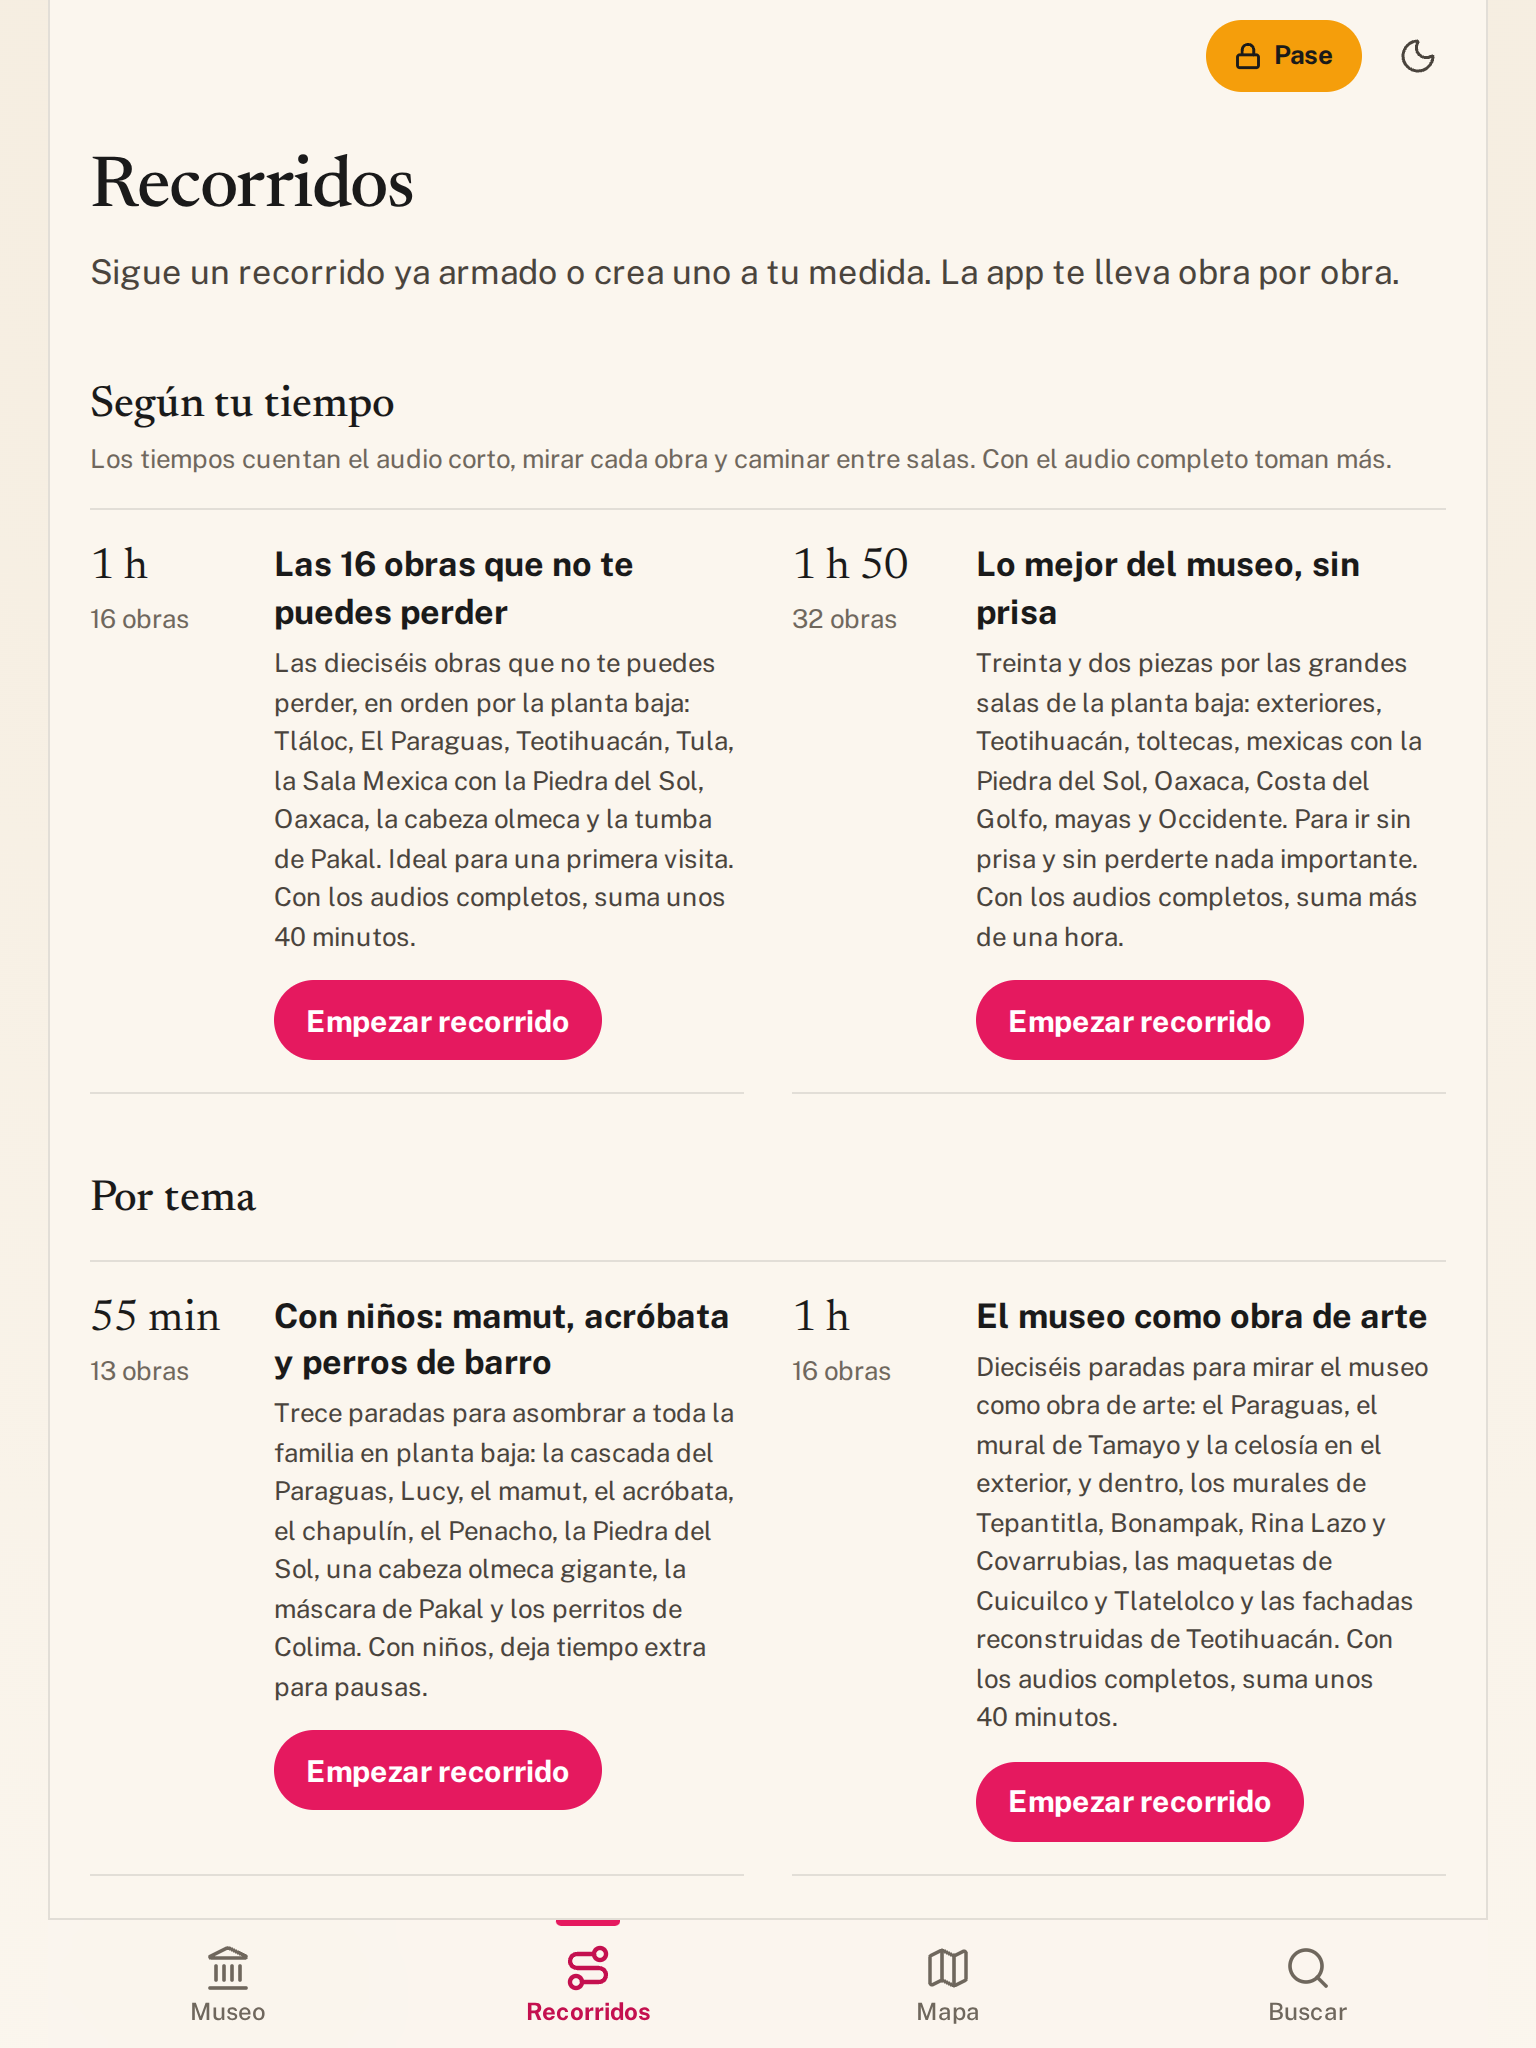 Pase
Recorridos
Sigue un recorrido ya armado o crea uno a tu medida. La app te lleva obra por obra.
Según tu tiempo
Los tiempos cuentan el audio corto, mirar cada obra y caminar entre salas. Con el audio completo toman más.
1 h
16 obras
Las 16 obras que no te
puedes perder
Las dieciséis obras que no te puedes
perder, en orden por la planta baja:
Tláloc, El Paraguas, Teotihuacán, Tula,
la Sala Mexica con la Piedra del Sol,
Oaxaca, la cabeza olmeca y la tumba
de Pakal. Ideal para una primera visita.
Con los audios completos, suma unos
40 minutos.
Empezar recorrido
1 h 50
32 obras
Lo mejor del museo, sin
prisa
Treinta y dos piezas por las grandes
salas de la planta baja: exteriores,
Teotihuacán, toltecas, mexicas con la
Piedra del Sol, Oaxaca, Costa del
Golfo, mayas y Occidente. Para ir sin
prisa y sin perderte nada importante.
Con los audios completos, suma más
de una hora.
Empezar recorrido
Por tema
55 min
13 obras
Con niños: mamut, acróbata
y perros de barro
Trece paradas para asombrar a toda la
familia en planta baja: la cascada del
Paraguas, Lucy, el mamut, el acróbata,
el chapulín, el Penacho, la Piedra del
Sol, una cabeza olmeca gigante, la
máscara de Pakal y los perritos de
Colima. Con niños, deja tiempo extra
para pausas.
Empezar recorrido
1 h
16 obras
El museo como obra de arte
Dieciséis paradas para mirar el museo
como obra de arte: el Paraguas, el
mural de Tamayo y la celosía en el
exterior, y dentro, los murales de
Tepantitla, Bonampak, Rina Lazo y
Covarrubias, las maquetas de
Cuicuilco y Tlatelolco y las fachadas
reconstruidas de Teotihuacán. Con
los audios completos, suma unos
40 minutos.
Empezar recorrido
Museo
Recorridos
Mapa
Buscar